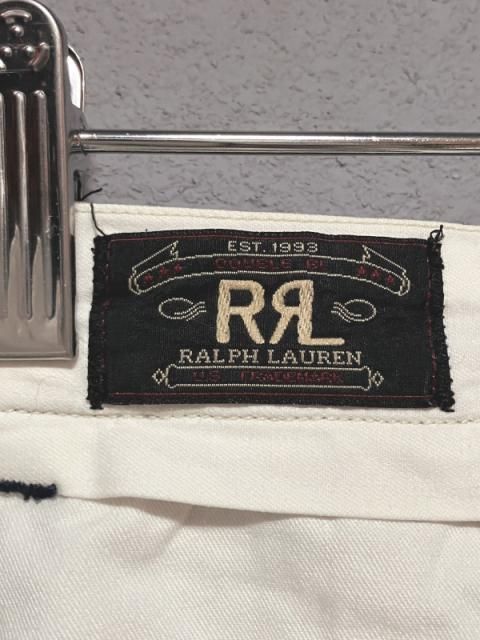 EST. 1993
DOUBLE RL
RRL
RALPH LAUREN
U.S. TRADEMARK